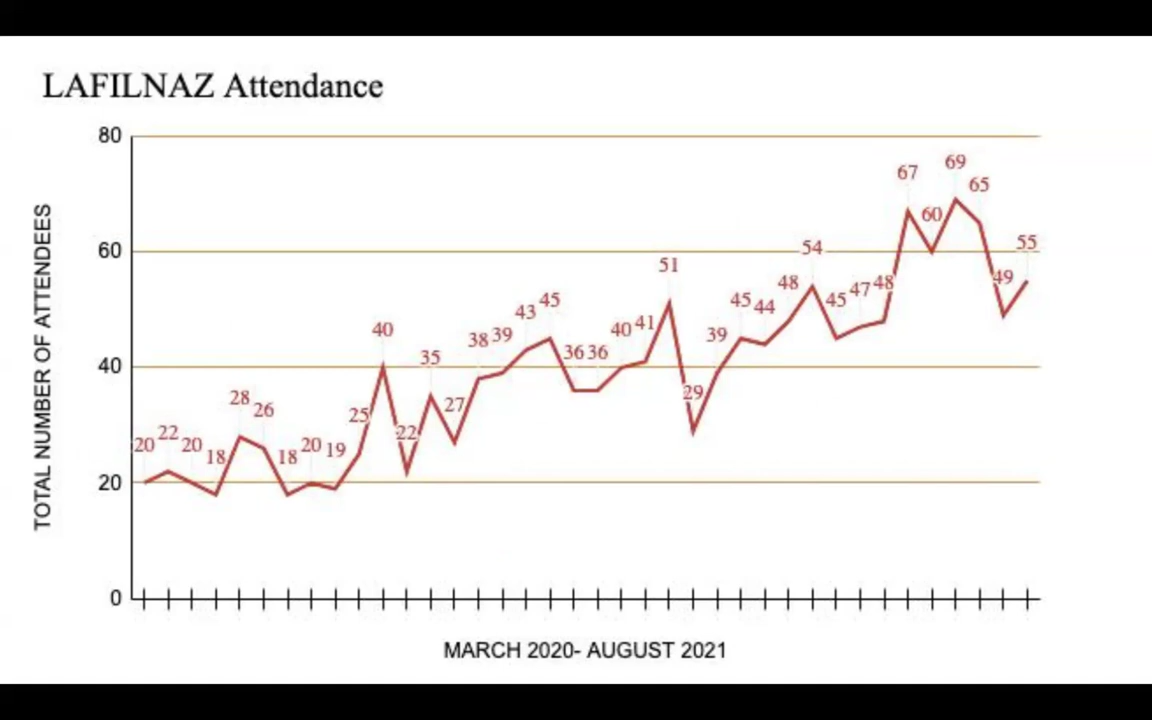 LAFILNAZ Attendance
TOTAL NUMBER OF ATTENDEES
80
60
40
20
0
20 22 20 18 28 26 18 20 19 25 40 22 35 27 38 39 43 45 36 36 40 41 51 29 39 45 44 48 54 45 47 48 67 60 69 65 49 55
MARCH 2020- AUGUST 2021